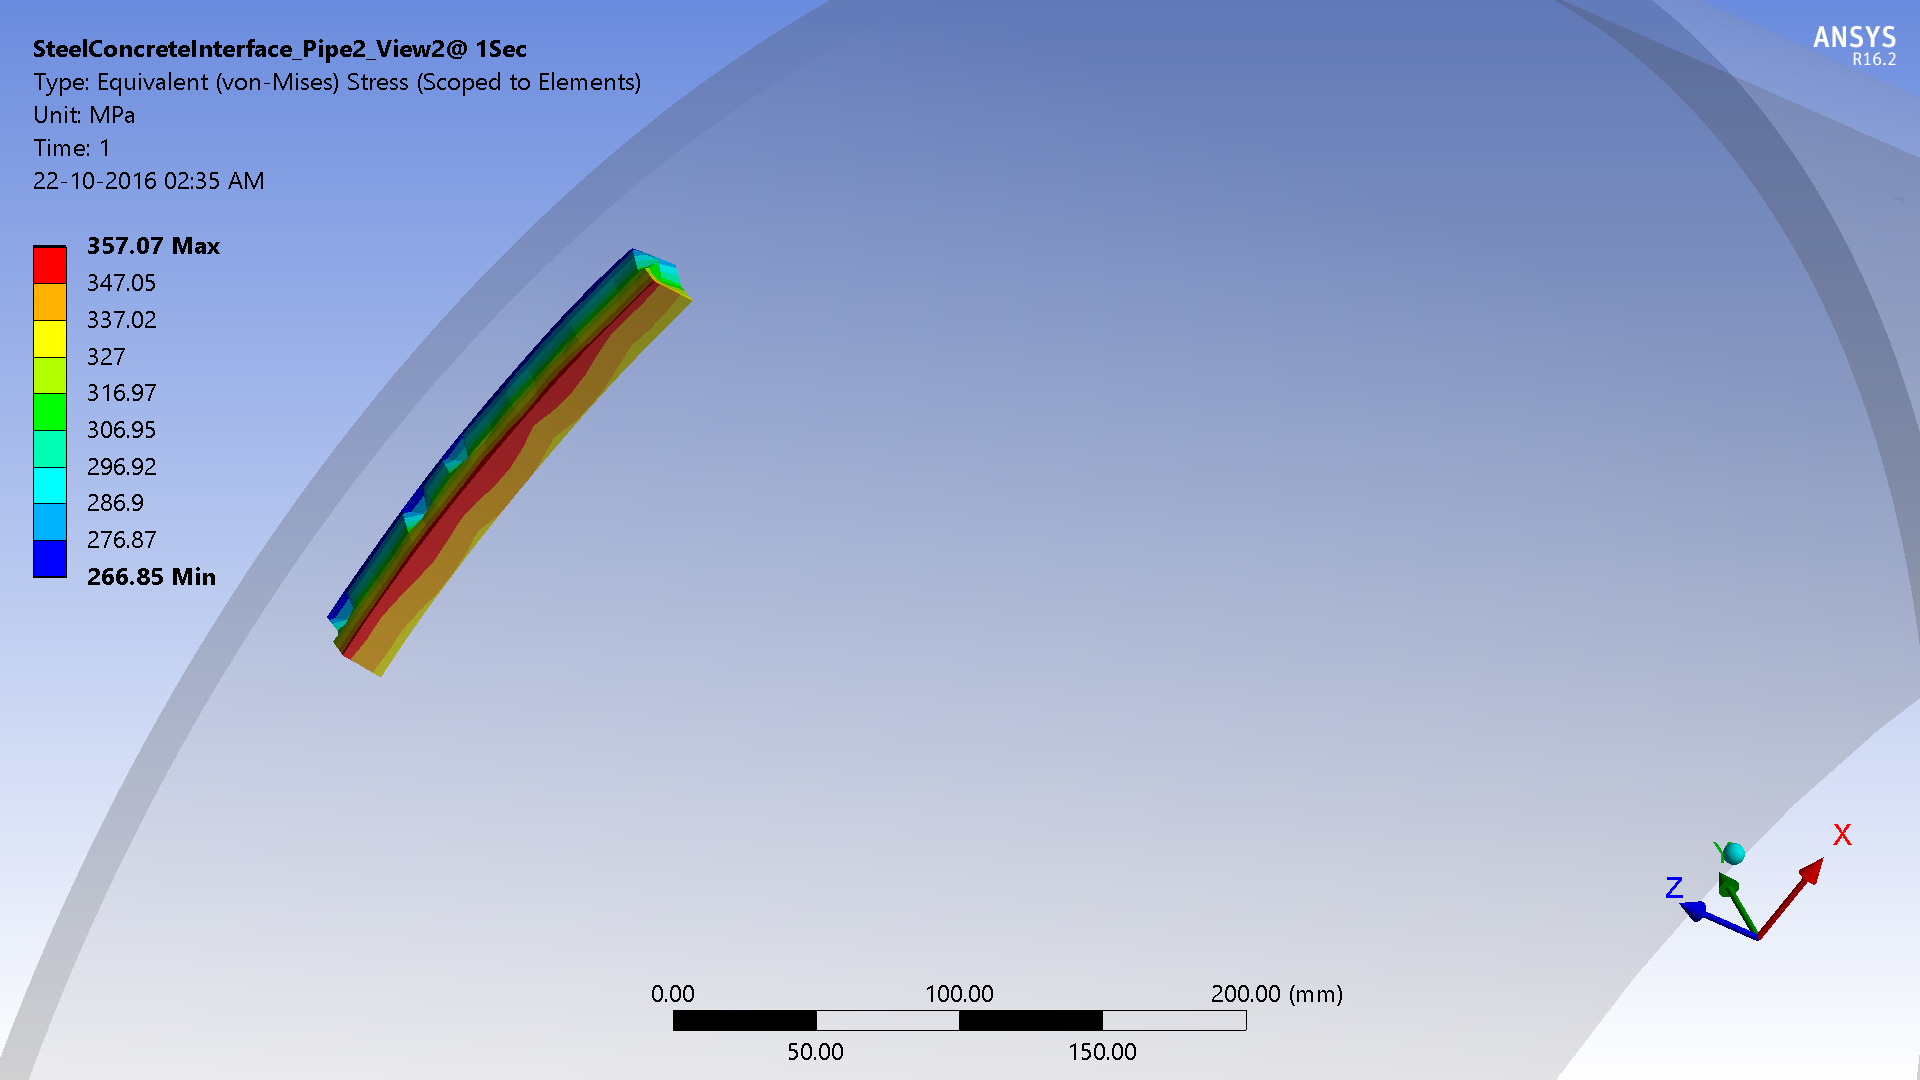 SteelConcreteInterface_Pipe2_View2@ 1Sec
Type: Equivalent (von-Mises) Stress (Scoped to Elements)
Unit: MPa
Time: 1
22-10-2016 02:35 AM
ANSYS
R16.2
357.07 Max
347.05
337.02
327
316.97
306.95
296.92
286.9
276.87
266.85 Min
X
Y
Z
0.00 100.00 200.00 (mm)
50.00 150.00